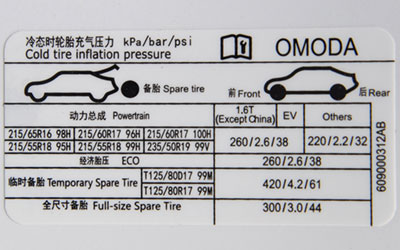 冷态时轮胎充气压力 kPa/bar/psi
Cold tire inflation pressure
OMODA
备胎 Spare tire
前 Front
后 Rear
动力总成 Powertrain
1.6T
(Except China)
EV
Others
215/65R16 98H 215/60R17 96H 215/60R17 100H
215/55R18 95H 215/55R18 99H 235/50R19 99V
260/2.6/38
220/2.2/32
经济胎压 ECO
260/2.6/38
临时备胎 Temporary Spare Tire
T125/80D17 99M
T125/80R17 99M
420/4.2/61
全尺寸备胎 Full-size Spare Tire
300/3.0/44
609000312AB